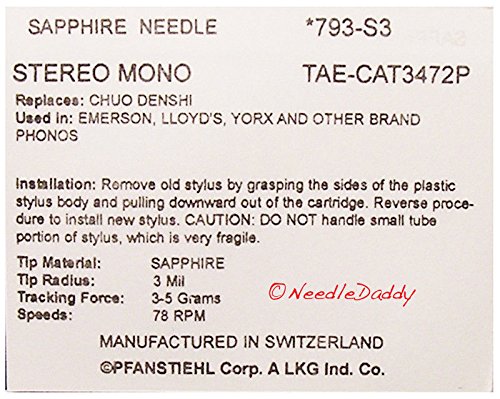 SAPPHIRE NEEDLE *793-S3
STEREO MONO TAE-CAT3472P
Replaces: CHUO DENSHI
Used in: EMERSON, LLOYD'S, YORX AND OTHER BRAND
PHONOS
Installation: Remove old stylus by grasping the sides of the plastic
stylus body and pulling downward out of the cartridge. Reverse proce-
dure to install new stylus. CAUTION: DO NOT handle small tube
portion of stylus, which is very fragile.
Tip Material: SAPPHIRE
Tip Radius: 3 Mil
Tracking Force: 3-5 Grams
Speeds: 78 RPM
© NeedleDaddy
MANUFACTURED IN SWITZERLAND
©PFANSTIEHL Corp. A LKG Ind. Co.